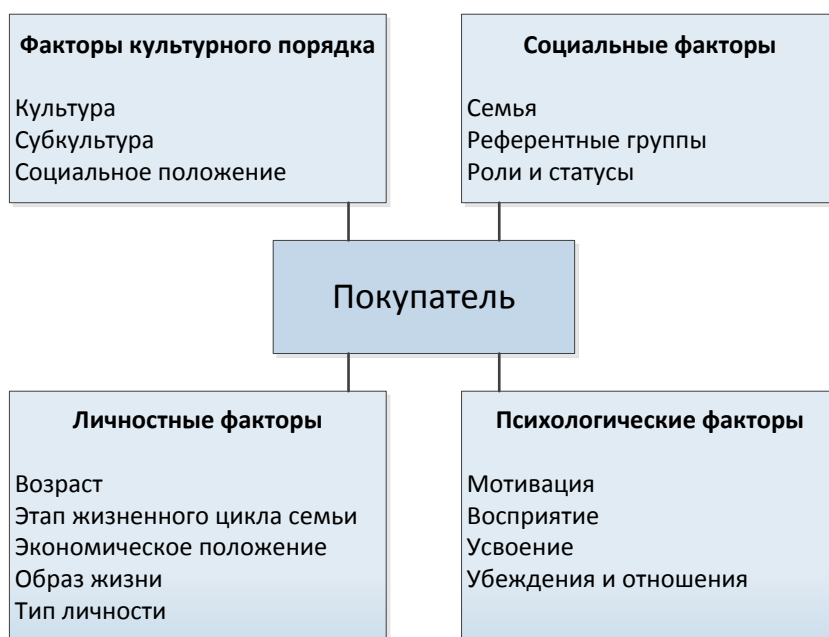 Факторы культурного порядка
Культура
Субкультура
Социальное положение
Социальные факторы
Семья
Референтные группы
Роли и статусы
Покупатель
Личностные факторы
Возраст
Этап жизненного цикла семьи
Экономическое положение
Образ жизни
Тип личности
Психологические факторы
Мотивация
Восприятие
Усвоение
Убеждения и отношения